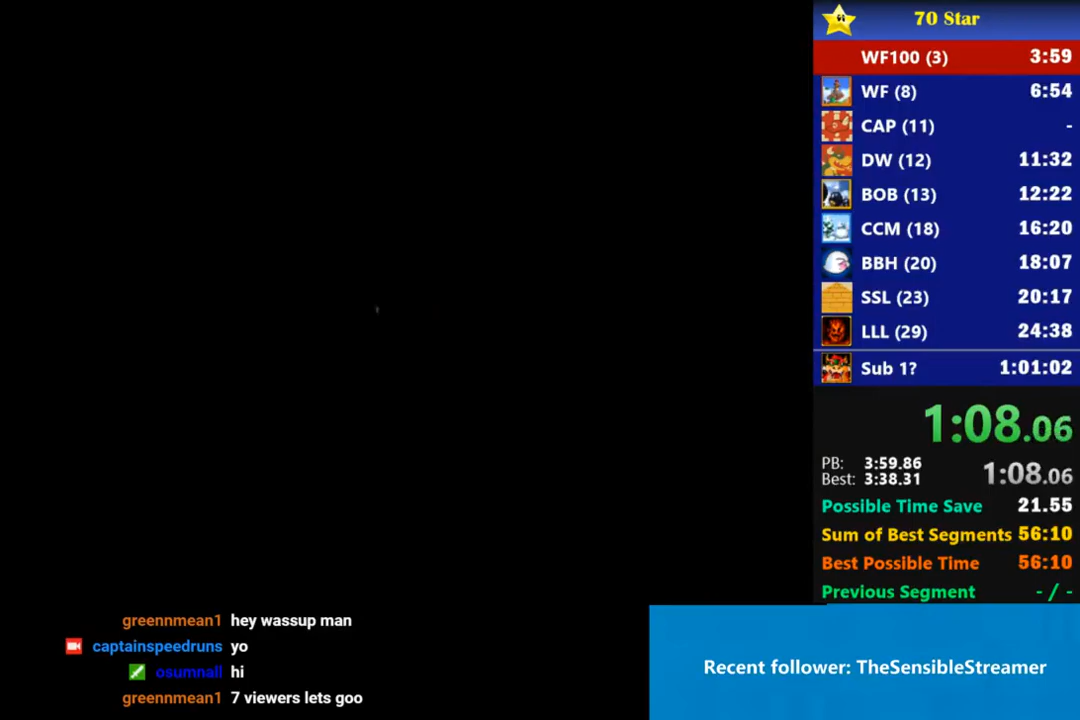 70 Star
WF100 (3) 3:59
WF (8) 6:54
CAP (11) -
DW (12) 11:32
BOB (13) 12:22
CCM (18) 16:20
BBH (20) 18:07
SSL (23) 20:17
LLL (29) 24:38
Sub 1? 1:01:02
1:08.06
PB: 3:59.86
Best: 3:38.31
1:08.06
Possible Time Save 21.55
Sum of Best Segments 56:10
Best Possible Time 56:10
Previous Segment - / -
greennmean1 hey wassup man
captainspeedruns yo
osumnall hi
greennmean1 7 viewers lets goo
Recent follower: TheSensibleStreamer